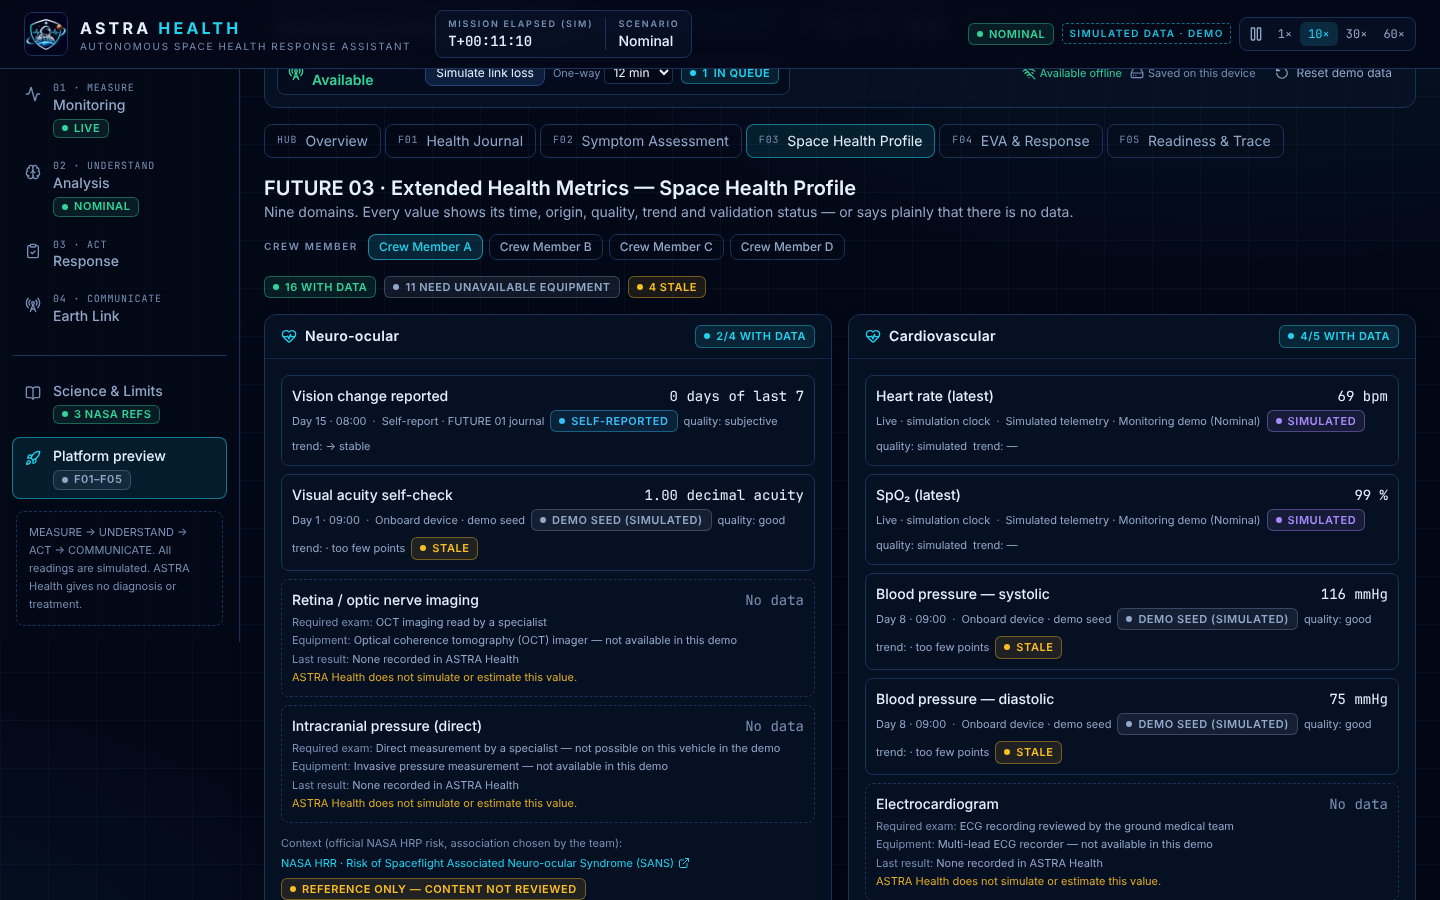 ASTRA HEALTH
AUTONOMOUS SPACE HEALTH RESPONSE ASSISTANT
MISSION ELAPSED (SIM)
T+00:11:10
SCENARIO
Nominal
NOMINAL
SIMULATED DATA · DEMO
1×
10×
30×
60×
01 · MEASURE
Monitoring
LIVE
02 · UNDERSTAND
Analysis
NOMINAL
03 · ACT
Response
04 · COMMUNICATE
Earth Link
Science & Limits
3 NASA REFS
Platform preview
F01–F05
MEASURE → UNDERSTAND →
ACT → COMMUNICATE. All
readings are simulated. ASTRA
Health gives no diagnosis or
treatment.
Available
Simulate link loss
One-way
12 min
1 IN QUEUE
Available offline
Saved on this device
Reset demo data
HUB Overview
F01 Health Journal
F02 Symptom Assessment
F03 Space Health Profile
F04 EVA & Response
F05 Readiness & Trace
FUTURE 03 · Extended Health Metrics — Space Health Profile
Nine domains. Every value shows its time, origin, quality, trend and validation status — or says plainly that there is no data.
CREW MEMBER
Crew Member A
Crew Member B
Crew Member C
Crew Member D
16 WITH DATA
11 NEED UNAVAILABLE EQUIPMENT
4 STALE
Neuro-ocular
2/4 WITH DATA
Vision change reported
0 days of last 7
Day 15 · 08:00 · Self-report · FUTURE 01 journal SELF-REPORTED quality: subjective
trend: → stable
Visual acuity self-check
1.00 decimal acuity
Day 1 · 09:00 · Onboard device · demo seed DEMO SEED (SIMULATED) quality: good
trend: · too few points STALE
Retina / optic nerve imaging
No data
Required exam: OCT imaging read by a specialist
Equipment: Optical coherence tomography (OCT) imager — not available in this demo
Last result: None recorded in ASTRA Health
ASTRA Health does not simulate or estimate this value.
Intracranial pressure (direct)
No data
Required exam: Direct measurement by a specialist — not possible on this vehicle in the demo
Equipment: Invasive pressure measurement — not available in this demo
Last result: None recorded in ASTRA Health
ASTRA Health does not simulate or estimate this value.
Context (official NASA HRP risk, association chosen by the team):
NASA HRR · Risk of Spaceflight Associated Neuro-ocular Syndrome (SANS)
REFERENCE ONLY — CONTENT NOT REVIEWED
Cardiovascular
4/5 WITH DATA
Heart rate (latest)
69 bpm
Live · simulation clock · Simulated telemetry · Monitoring demo (Nominal) SIMULATED
quality: simulated trend: —
SpO₂ (latest)
99 %
Live · simulation clock · Simulated telemetry · Monitoring demo (Nominal) SIMULATED
quality: simulated trend: —
Blood pressure — systolic
116 mmHg
Day 8 · 09:00 · Onboard device · demo seed DEMO SEED (SIMULATED) quality: good
trend: · too few points STALE
Blood pressure — diastolic
75 mmHg
Day 8 · 09:00 · Onboard device · demo seed DEMO SEED (SIMULATED) quality: good
trend: · too few points STALE
Electrocardiogram
No data
Required exam: ECG recording reviewed by the ground medical team
Equipment: Multi-lead ECG recorder — not available in this demo
Last result: None recorded in ASTRA Health
ASTRA Health does not simulate or estimate this value.